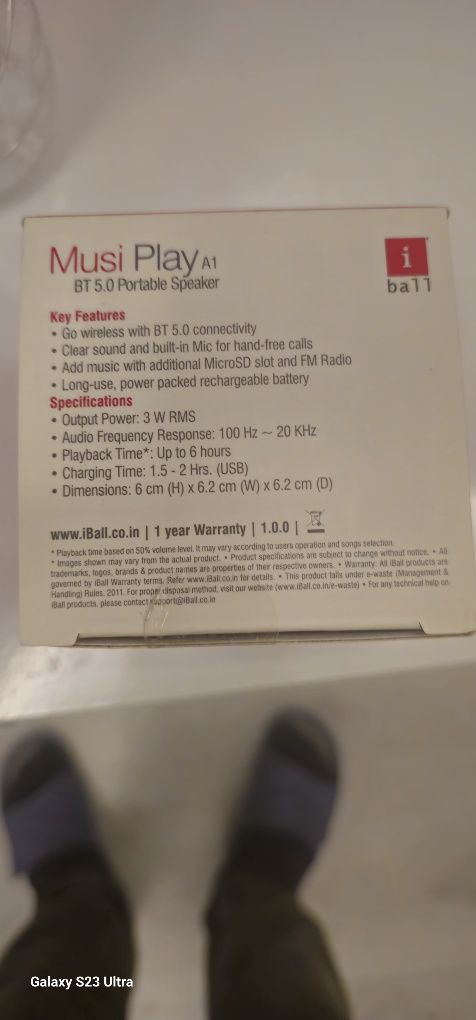 Musi Play A1
BT 5.0 Portable Speaker
i
ball
Key Features
• Go wireless with BT 5.0 connectivity
• Clear sound and built-in Mic for hand-free calls
• Add music with additional MicroSD slot and FM Radio
• Long-use, power packed rechargeable battery
Specifications
• Output Power: 3 W RMS
• Audio Frequency Response: 100 Hz ~ 20 KHz
• Playback Time*: Up to 6 hours
• Charging Time: 1.5 - 2 Hrs. (USB)
• Dimensions: 6 cm (H) x 6.2 cm (W) x 6.2 cm (D)
www.iBall.co.in | 1 year Warranty | 1.0.0 |
* Playback time based on 50% volume level. It may vary according to users operation and songs selection.
* Images shown may vary from the actual product. • Product specifications are subject to change without notice. • All
trademarks, logos, brands & product names are properties of their respective owners. • Warranty: All iBall products are
governed by iBall Warranty terms. Refer www.iBall.co.in for details. • This product falls under e-waste (Management &
Handling) Rules, 2011. For proper disposal method, visit our website (www.iBall.co.in/e-waste) • For any technical help on
iBall products, please contact support@iBall.co.in
Galaxy S23 Ultra